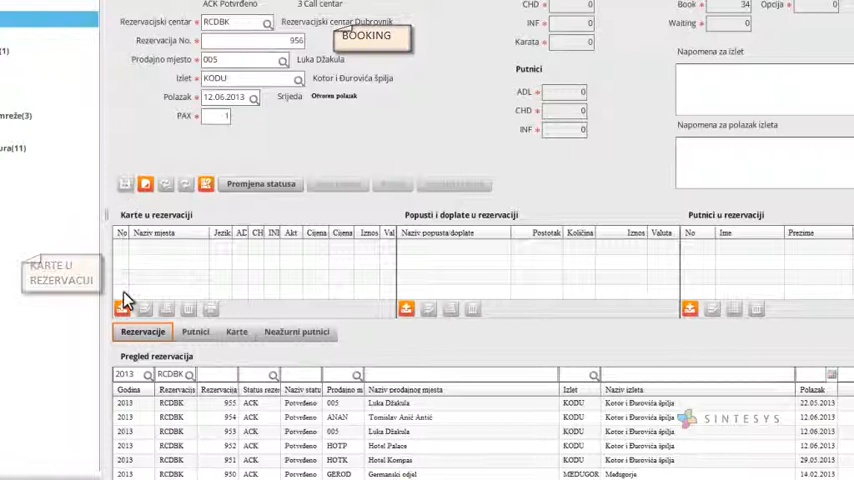 ACK Potvrđeno 3 Call centar CHD 0 Book 34 Opcija 0
Rezervacijski centar * RCDBK Rezervacijski centar Dubrovnik INF * 0 Waiting * 0
Rezervacija No. * 956 BOOKING Karata * 0
Prodajno mjesto * 005 Luka Džakula Napomena za izlet
Izlet * KODU Kotor i Đurovića špilja Putnici
Polazak * 12.06.2013 Srijeda Otvoren polazak ADL * 0
PAX * 1 CHD * 0
INF * 0 Napomena za polazak izleta
(1)
mreže(3)
ura(11)
Promjena statusa
Karte u rezervaciji Popusti i doplate u rezervaciji Putnici u rezervaciji
No Naziv mjesta Jezik AD CH INI Akt Cijena Cijena Iznos Val Naziv popusta/doplate Postotak Količina Iznos Valuta No Ime Prezime
KARTE U
REZERVACIJI
Rezervacije Putnici Karte Neažurni putnici
Pregled rezervacija
2013 RCDBK
Godina Rezervacijs Rezervacija Status reze Naziv statu Prodajno m Naziv prodajnog mjesta Izlet Naziv izleta Polazak
2013 RCDBK 955 ACK Potvrđeno 005 Luka Džakula KODU Kotor i Đurovića špilja 22.05.2013
2013 RCDBK 954 ACK Potvrđeno ANAN Tomislav Anić Antić KODU Kotor i Đurovića špilja 12.06.2013
2013 RCDBK 953 ACK Potvrđeno 005 Luka Džakula KODU Kotor i Đurovića špilja 12.06.2013
2013 RCDBK 952 ACK Potvrđeno HOTP Hotel Palace KODU Kotor i Đurovića špilja 12.06.2013
2013 RCDBK 951 ACK Potvrđeno HOTK Hotel Kompas KODU Kotor i Đurovića špilja 29.05.2013
2013 RCDBK 950 ACK Potvrđeno GEROD Germanski odjel MEĐUGOR Međugorje 14.02.2013
SINTESYS